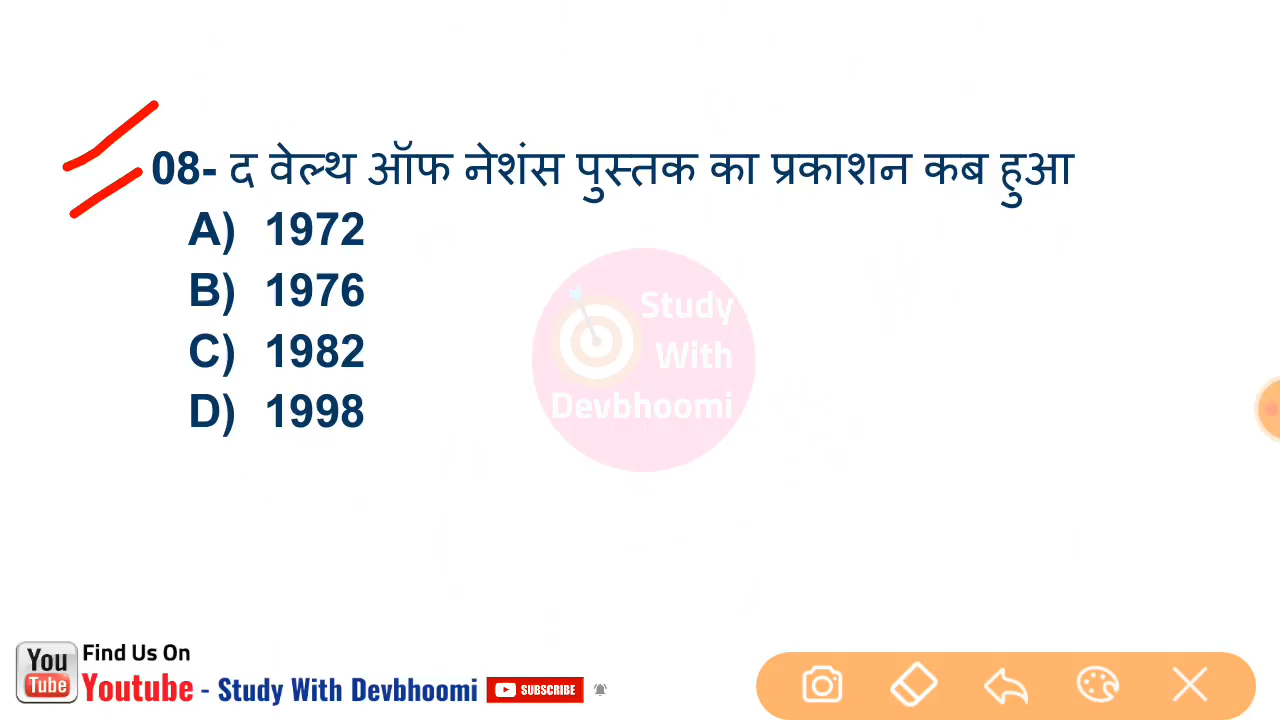 08- द वेल्थ ऑफ नेशंस पुस्तक का प्रकाशन कब हुआ
A) 1972
B) 1976
C) 1982
D) 1998
Study
With
Devbhoomi
You
Tube
Find Us On
Youtube - Study With Devbhoomi
SUBSCRIBE